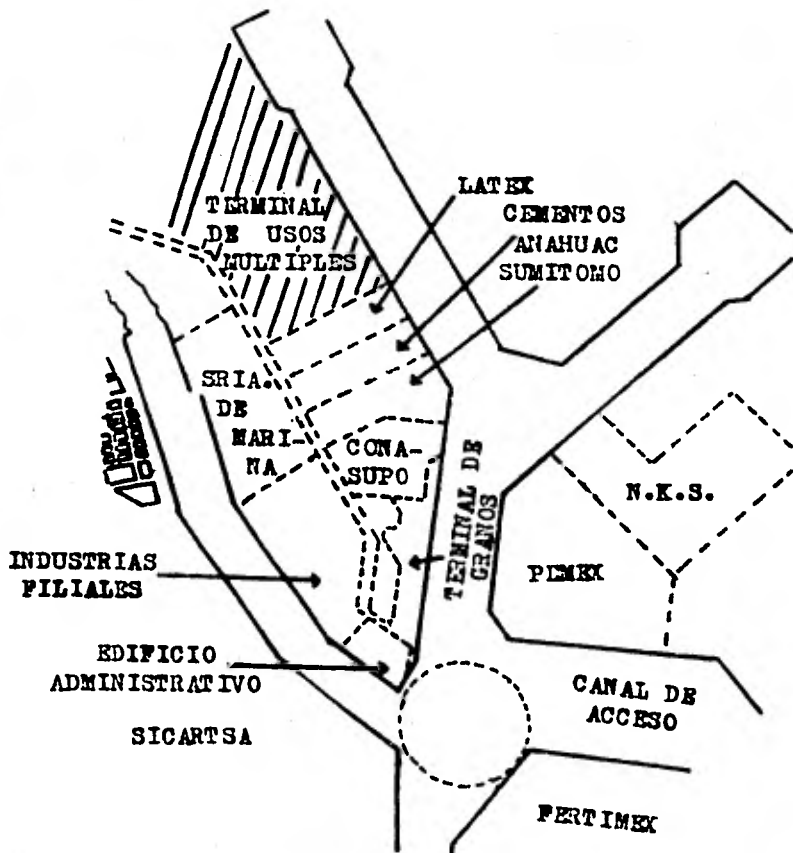 LATEX
CEMENTOS
ANAHUAC
SUMITOMO
TERMINAL
DE USOS
MULTIPLES
SRIA.
DE
MARI-
NA
CONA-
SUPO
TERMINAL DE
GRANOS
N.K.S.
PEMEX
INDUSTRIAS
FILIALES
EDIFICIO
ADMINISTRATIVO
SICARTSA
CANAL DE
ACCESO
FERTIMEX